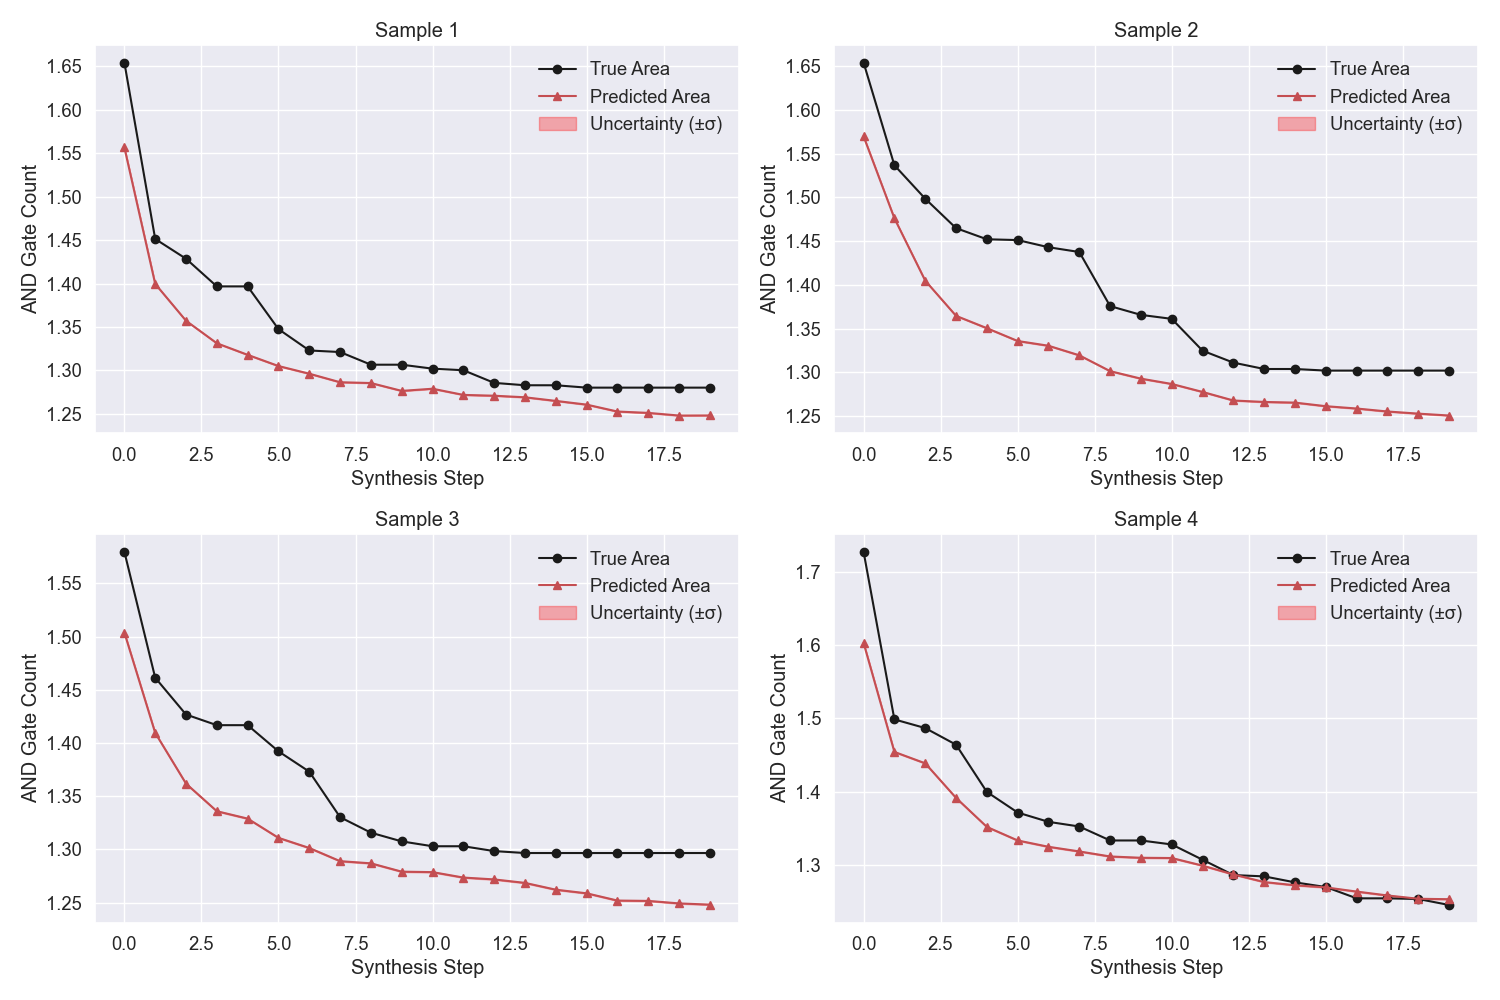 Sample 1
True Area
Predicted Area
Uncertainty (±σ)
AND Gate Count
1.65
1.60
1.55
1.50
1.45
1.40
1.35
1.30
1.25
0.0 2.5 5.0 7.5 10.0 12.5 15.0 17.5
Synthesis Step
Sample 2
True Area
Predicted Area
Uncertainty (±σ)
AND Gate Count
1.65
1.60
1.55
1.50
1.45
1.40
1.35
1.30
1.25
0.0 2.5 5.0 7.5 10.0 12.5 15.0 17.5
Synthesis Step
Sample 3
True Area
Predicted Area
Uncertainty (±σ)
AND Gate Count
1.55
1.50
1.45
1.40
1.35
1.30
1.25
0.0 2.5 5.0 7.5 10.0 12.5 15.0 17.5
Synthesis Step
Sample 4
True Area
Predicted Area
Uncertainty (±σ)
AND Gate Count
1.7
1.6
1.5
1.4
1.3
0.0 2.5 5.0 7.5 10.0 12.5 15.0 17.5
Synthesis Step